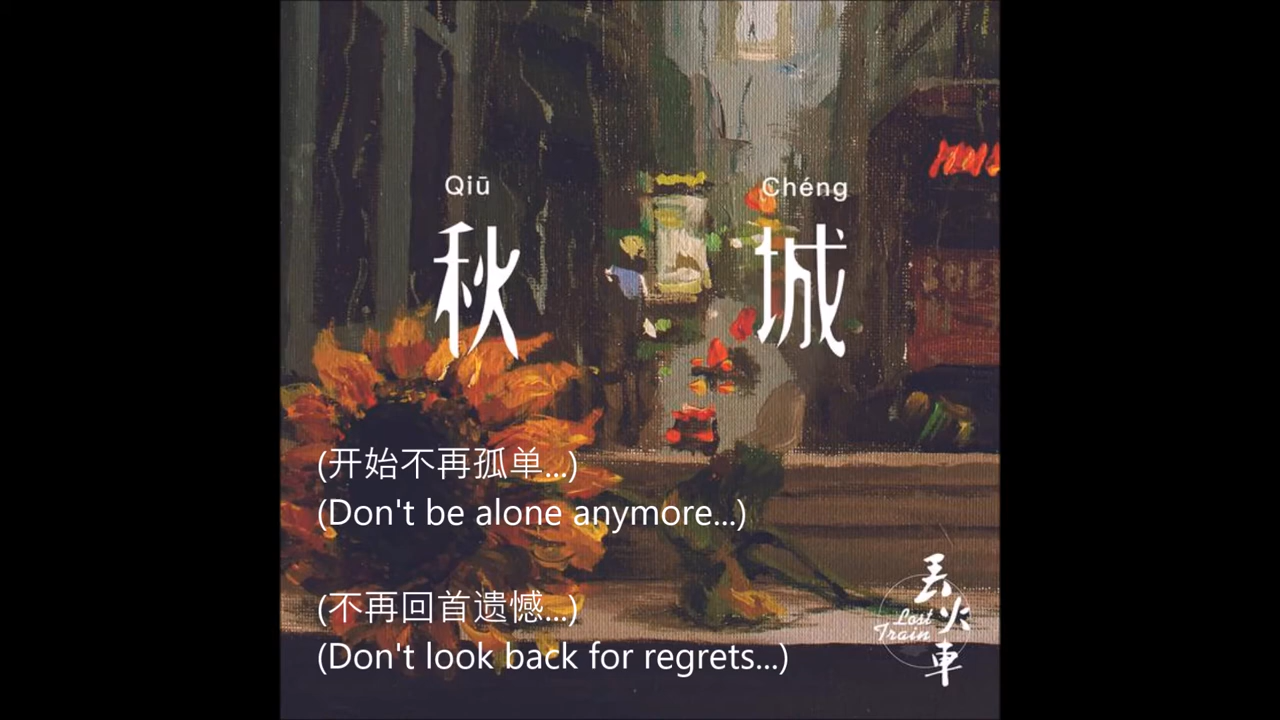 Qiū Chéng
秋 城
(开始不再孤单...)
(Don't be alone anymore...)
(不再回首遗憾...)
(Don't look back for regrets...)
丢火車
Lost
Train